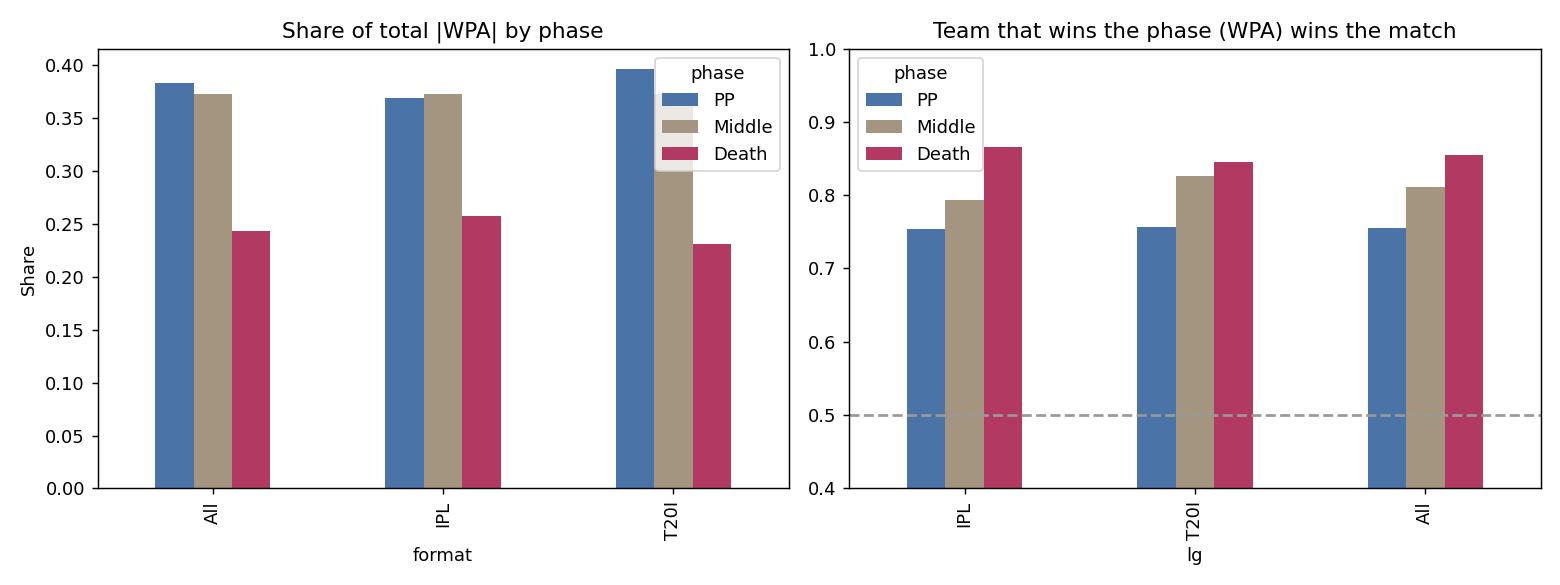 Share of total |WPA| by phase
Share
0.40
0.35
0.30
0.25
0.20
0.15
0.10
0.05
0.00
phase
PP
Middle
Death
All
IPL
T20I
format
Team that wins the phase (WPA) wins the match
1.0
0.9
0.8
0.7
0.6
0.5
0.4
phase
PP
Middle
Death
IPL
T20I
All
lg